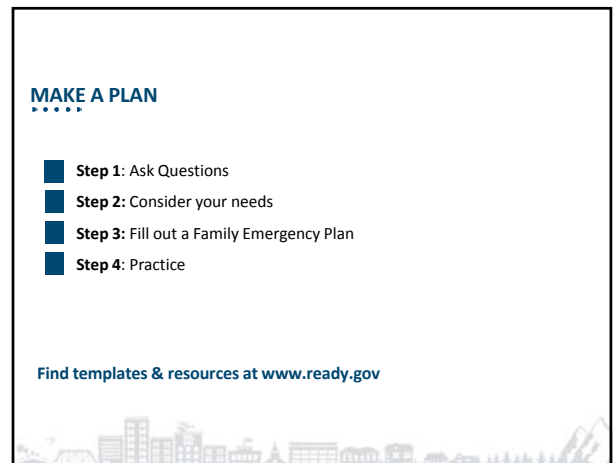 MAKE A PLAN
Step 1: Ask Questions
Step 2: Consider your needs
Step 3: Fill out a Family Emergency Plan
Step 4: Practice
Find templates & resources at www.ready.gov